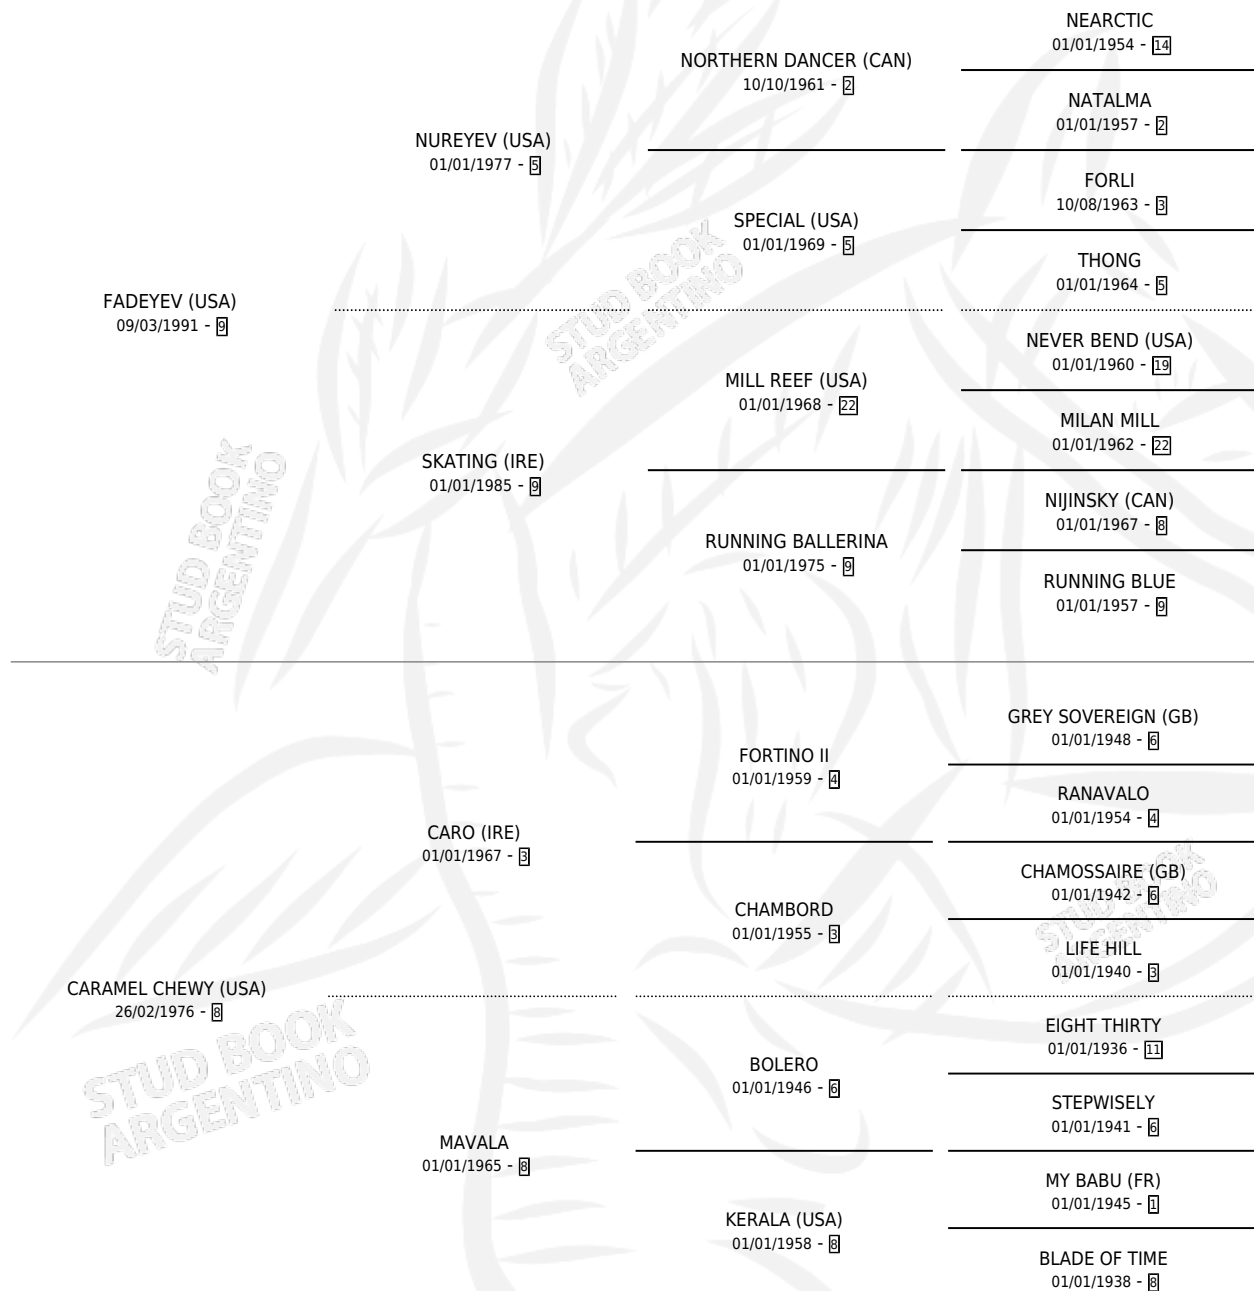 NEARCTIC
01/01/1954 - 14
NORTHERN DANCER (CAN)
10/10/1961 - 2
NATALMA
01/01/1957 - 2
NUREYEV (USA)
01/01/1977 - 5
FORLI
10/08/1963 - 3
SPECIAL (USA)
01/01/1969 - 5
THONG
01/01/1964 - 5
FADEYEV (USA)
09/03/1991 - 9
NEVER BEND (USA)
01/01/1960 - 19
MILL REEF (USA)
01/01/1968 - 22
MILAN MILL
01/01/1962 - 22
SKATING (IRE)
01/01/1985 - 9
NIJINSKY (CAN)
01/01/1967 - 8
RUNNING BALLERINA
01/01/1975 - 9
RUNNING BLUE
01/01/1957 - 9
GREY SOVEREIGN (GB)
01/01/1948 - 6
FORTINO II
01/01/1959 - 4
RANAVALO
01/01/1954 - 4
CARO (IRE)
01/01/1967 - 3
CHAMOSSAIRE (GB)
01/01/1942 - 6
CHAMBORD
01/01/1955 - 3
LIFE HILL
01/01/1940 - 3
CARAMEL CHEWY (USA)
26/02/1976 - 8
EIGHT THIRTY
01/01/1936 - 11
BOLERO
01/01/1946 - 6
STEPWISELY
01/01/1941 - 6
MAVALA
01/01/1965 - 8
MY BABU (FR)
01/01/1945 - 1
KERALA (USA)
01/01/1958 - 8
BLADE OF TIME
01/01/1938 - 8
STUD BOOK
ARGENTINO
STUD BOOK
ARGENTINO
STUD BOOK
ARGENTINO
STUD BOOK
ARGENTINO